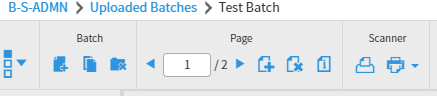 B-S-ADMN > Uploaded Batches > Test Batch
Batch Page Scanner
1 / 2